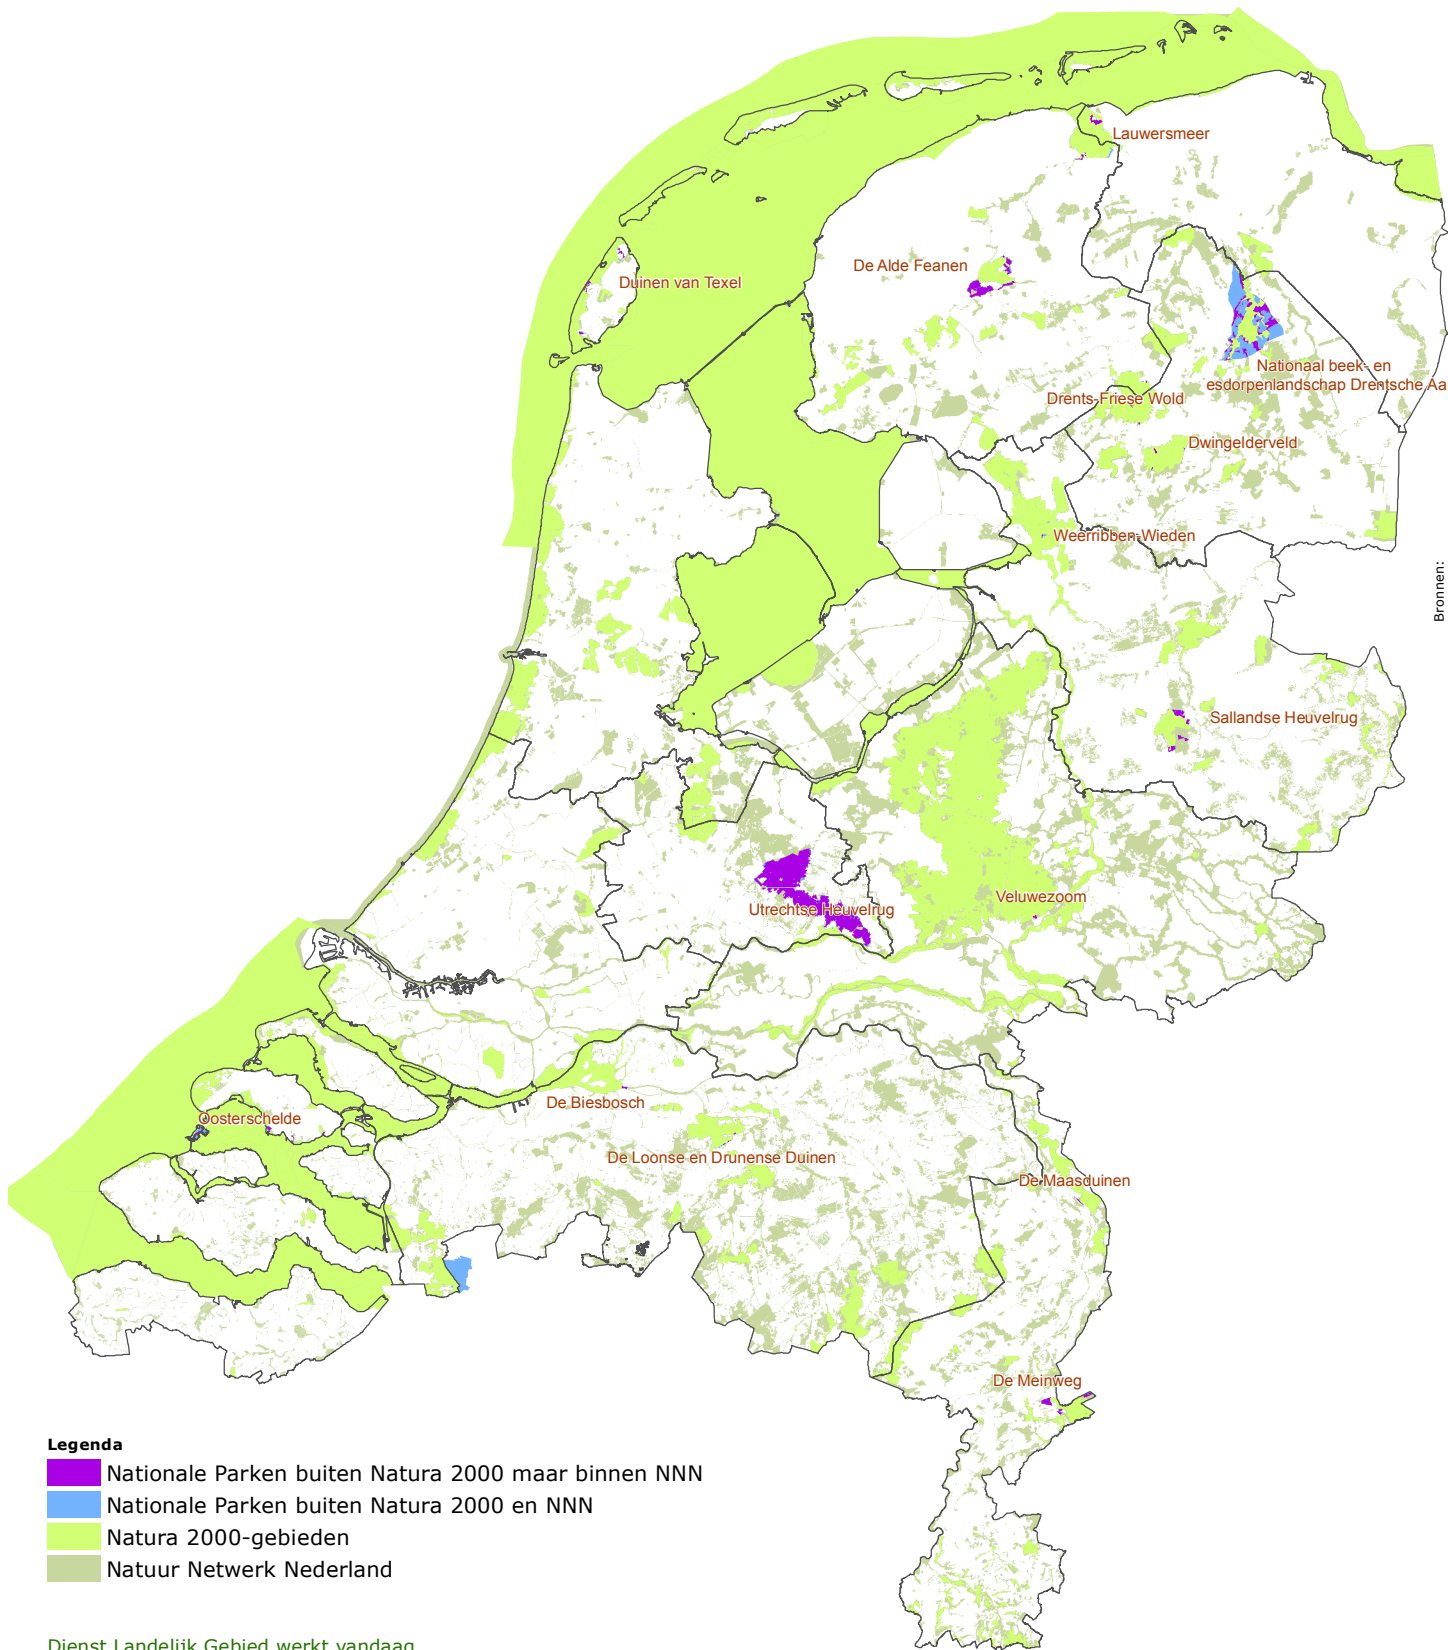 Lauwersmeer
De Alde Feanen
Duinen van Texel
Nationaal beek- en
esdorpenlandschap Drentsche Aa
Drents-Friese Wold
Dwingelderveld
Weerribben-Wieden
Bronnen:
Sallandse Heuvelrug
Veluwezoom
Utrechtse Heuvelrug
De Biesbosch
Oosterschelde
De Loonse en Drunense Duinen
De Maasduinen
De Meinweg
Legenda
Nationale Parken buiten Natura 2000 maar binnen NNN
Nationale Parken buiten Natura 2000 en NNN
Natura 2000-gebieden
Natuur Netwerk Nederland
Dienst Landelijk Gebied werkt vandaag